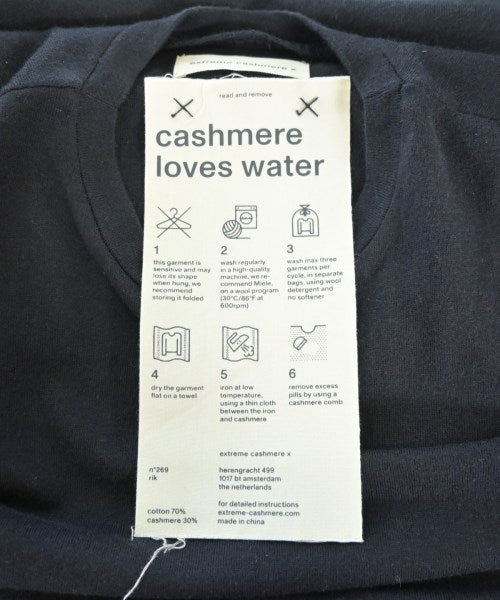 extreme cashmere x
read and remove
cashmere
loves water
1
this garment is
sensitive and may
lose its shape
when hung, we
recommend
storing it folded
2
wash regularly
in a high-quality
machine, we re-
commend Miele,
on a wool program
(30°C/86°F at
600rpm)
3
wash max three
garments per
cycle, in separate
bags, using wool
detergent and
no softener
4
dry the garment
flat on a towel
5
iron at low
temperature,
using a thin cloth
between the iron
and cashmere
6
remove excess
pills by using a
cashmere comb
extreme cashmere x
n°269
rik
herengracht 499
1017 bt amsterdam
the netherlands
cotton 70%
cashmere 30%
for detailed instructions
extreme-cashmere.com
made in china